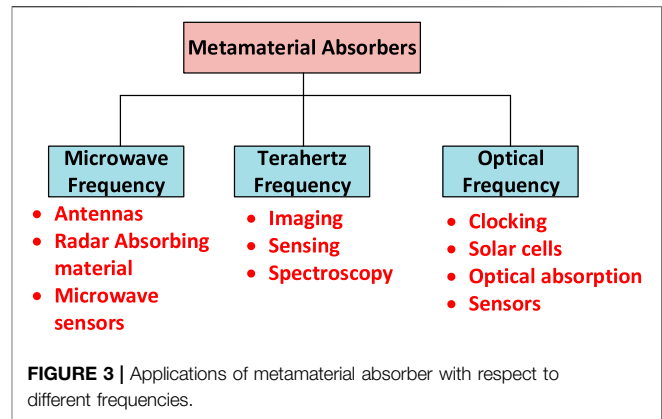 Metamaterial Absorbers
Microwave
Frequency
• Antennas
• Radar Absorbing
material
• Microwave
sensors
Terahertz
Frequency
• Imaging
• Sensing
• Spectroscopy
Optical
Frequency
• Clocking
• Solar cells
• Optical absorption
• Sensors
FIGURE 3 | Applications of metamaterial absorber with respect to
different frequencies.